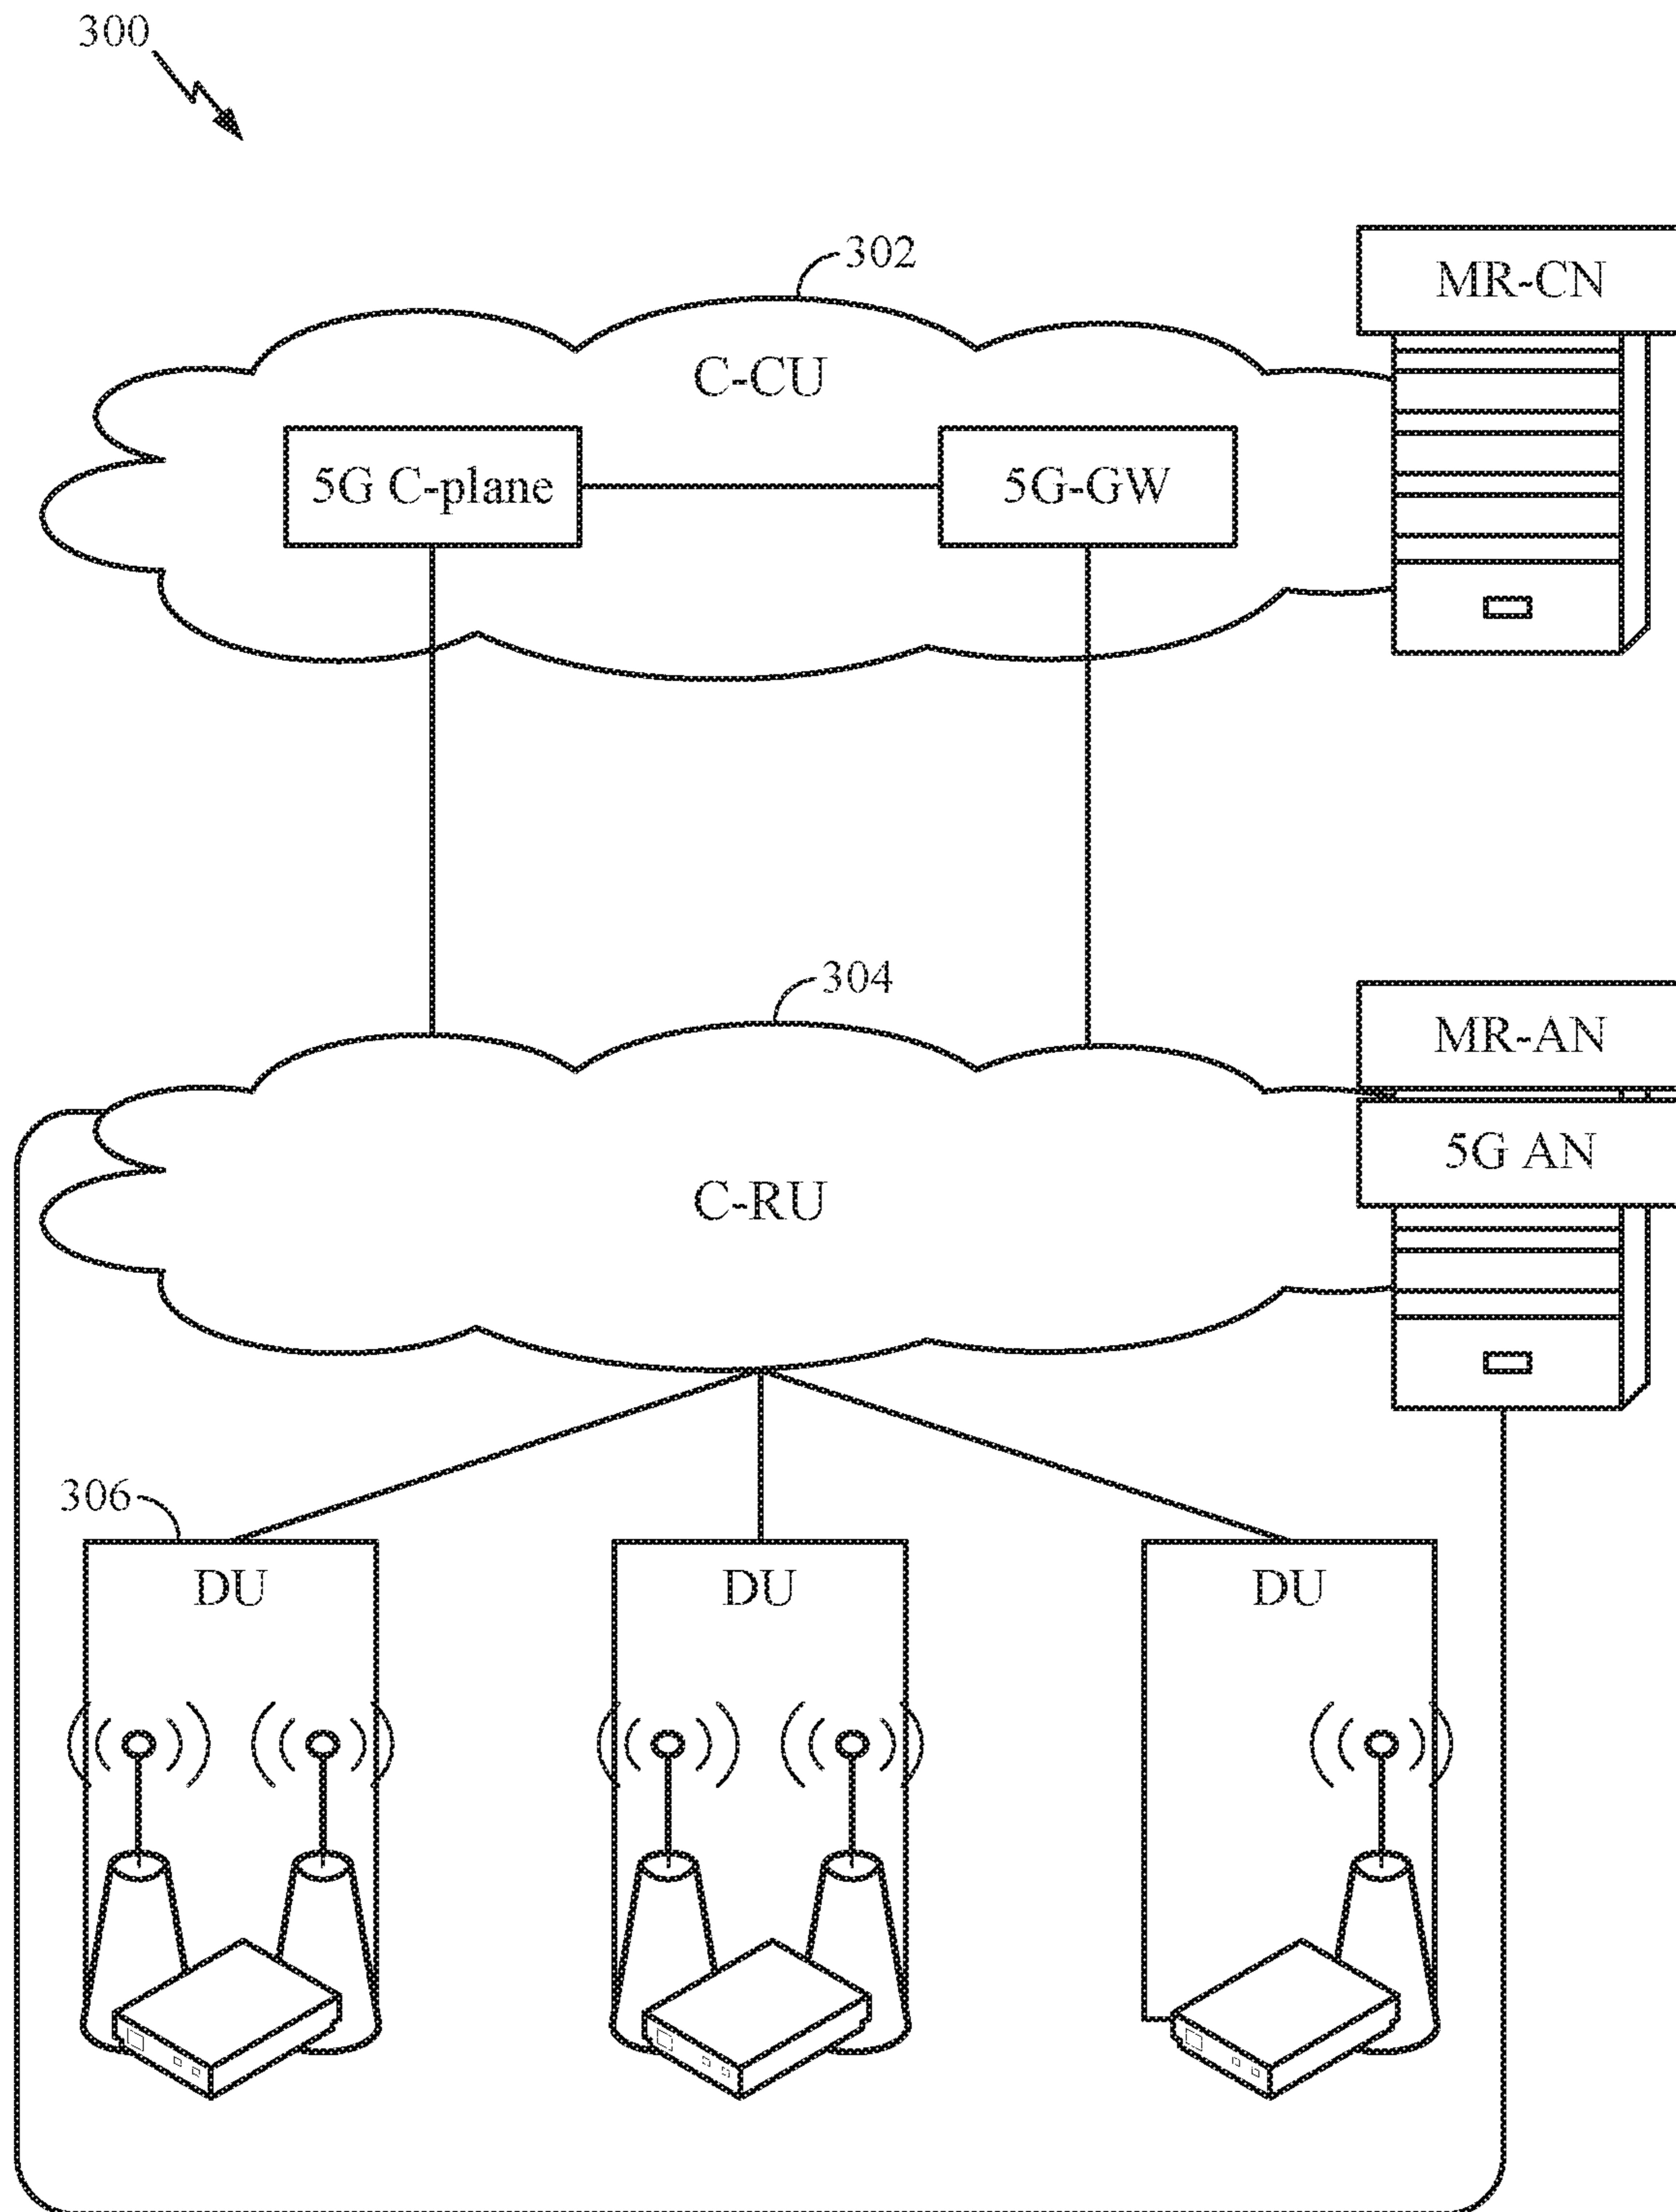 300
302
MR-CN
C-CU
5G C-plane
5G-GW
304
MR-AN
5G AN
C-RU
306
DU
DU
DU